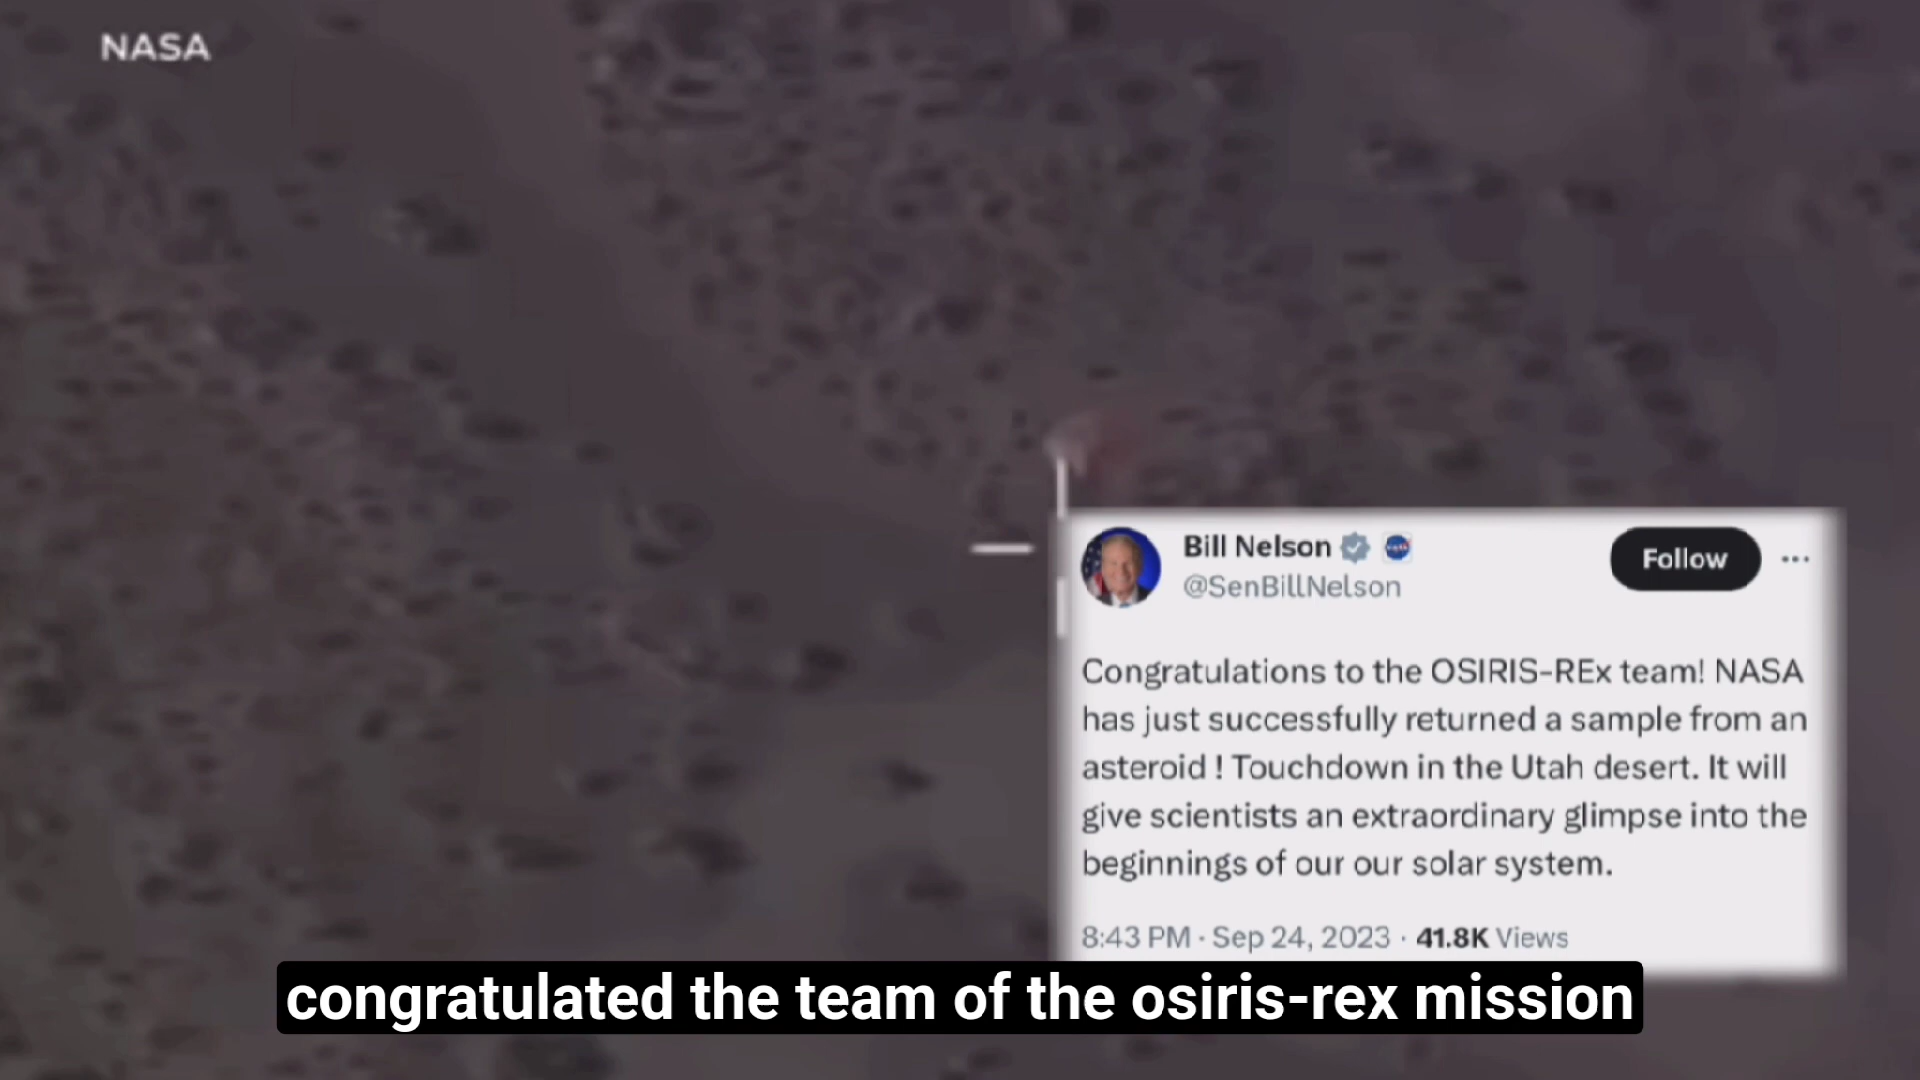 NASA
Bill Nelson
@SenBillNelson
Follow
Congratulations to the OSIRIS-REx team! NASA
has just successfully returned a sample from an
asteroid ! Touchdown in the Utah desert. It will
give scientists an extraordinary glimpse into the
beginnings of our our solar system.
8:43 PM · Sep 24, 2023 · 41.8K Views
congratulated the team of the osiris-rex mission